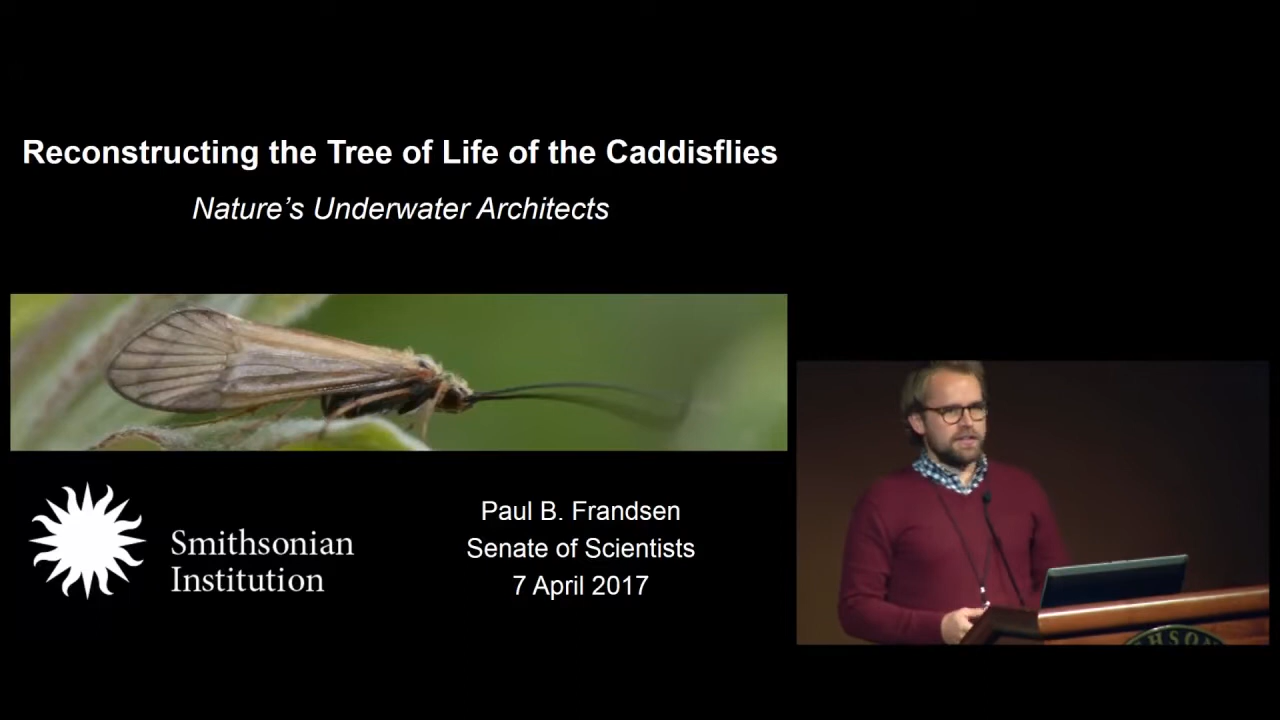 Reconstructing the Tree of Life of the Caddisflies
Nature's Underwater Architects
Smithsonian
Institution
Paul B. Frandsen
Senate of Scientists
7 April 2017